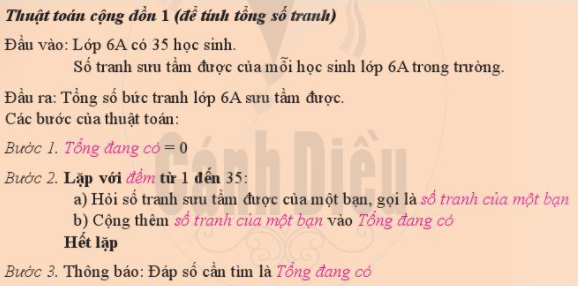 Thuật toán cộng dồn 1 (để tính tổng số tranh)
Đầu vào: Lớp 6A có 35 học sinh.
Số tranh sưu tầm được của mỗi học sinh lớp 6A trong trường.
Đầu ra: Tổng số bức tranh lớp 6A sưu tầm được.
Các bước của thuật toán:
Bước 1. Tổng đang có = 0
Bước 2. Lặp với đếm từ 1 đến 35:
a) Hỏi số tranh sưu tầm được của một bạn, gọi là số tranh của một bạn
b) Cộng thêm số tranh của một bạn vào Tổng đang có
Hết lặp
Bước 3. Thông báo: Đáp số cần tìm là Tổng đang có
Cánh Diều